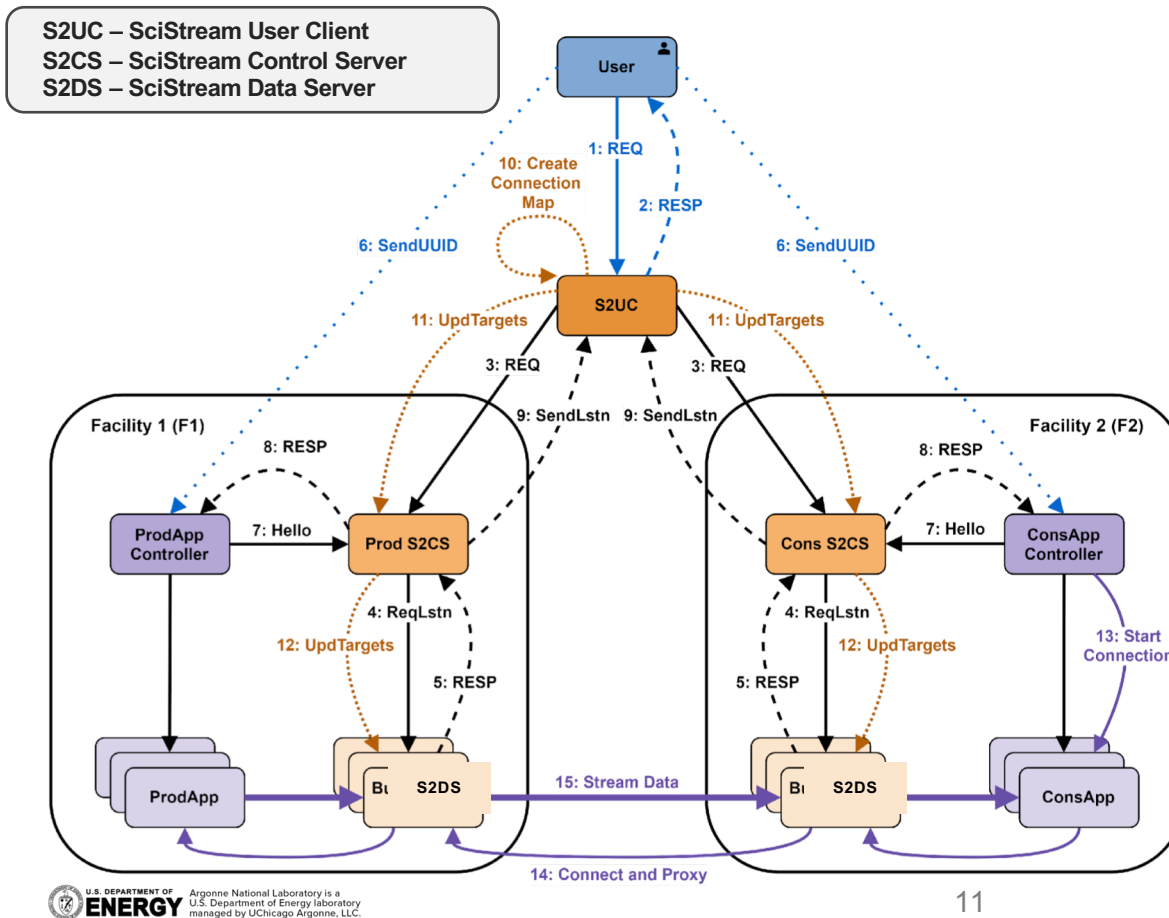 S2UC – SciStream User Client
S2CS – SciStream Control Server
S2DS – SciStream Data Server
User
1: REQ
10: Create
Connection
Map
2: RESP
6: SendUUID
6: SendUUID
S2UC
11: UpdTargets
11: UpdTargets
3: REQ
3: REQ
9: SendLstn
9: SendLstn
Facility 1 (F1)
Facility 2 (F2)
8: RESP
8: RESP
ProdApp
Controller
7: Hello
Prod S2CS
Cons S2CS
7: Hello
ConsApp
Controller
4: ReqLstn
4: ReqLstn
12: UpdTargets
12: UpdTargets
13: Start
Connection
5: RESP
5: RESP
ProdApp
S2DS
15: Stream Data
S2DS
ConsApp
14: Connect and Proxy
U.S. DEPARTMENT OF
ENERGY
Argonne National Laboratory is a
U.S. Department of Energy laboratory
managed by UChicago Argonne, LLC.
11